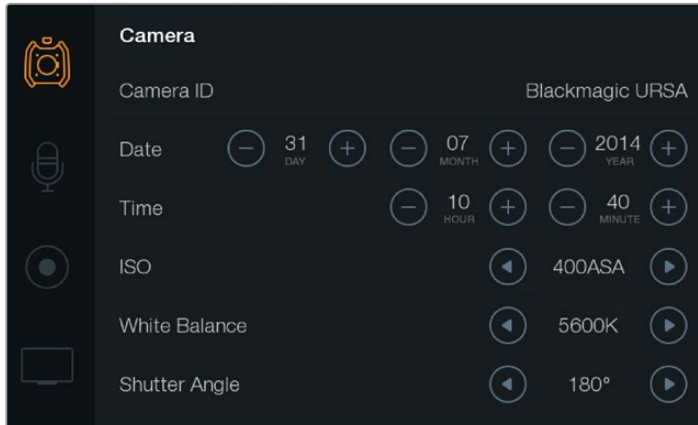 Camera
Camera ID Blackmagic URSA
Date 31 07 2014
DAY MONTH YEAR
Time 10 40
HOUR MINUTE
ISO 400ASA
White Balance 5600K
Shutter Angle 180°